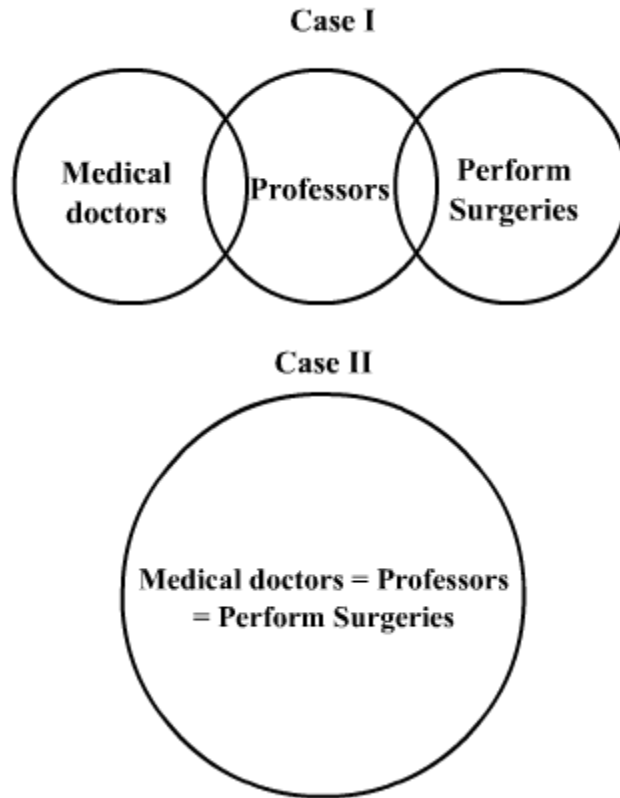 Case I
Medical
doctors
Professors
Perform
Surgeries
Case II
Medical doctors = Professors
= Perform Surgeries